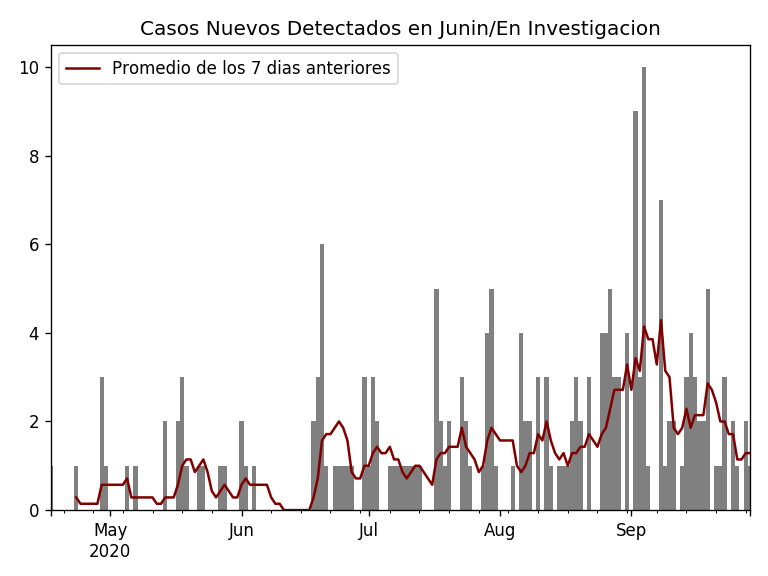 Casos Nuevos Detectados en Junin/En Investigacion
Promedio de los 7 dias anteriores
10
8
6
4
2
0
May
2020
Jun
Jul
Aug
Sep